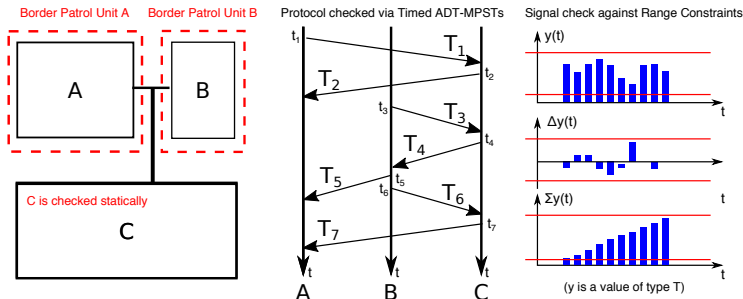 Border Patrol Unit A
Border Patrol Unit B
A
B
C is checked statically
C
Protocol checked via Timed ADT-MPSTs
t₁
T₁
t₂
T₂
t₃
T₃
t₄
T₄
T₅
t₅
t₆
T₆
t₇
T₇
t
t
t
A
B
C
Signal check against Range Constraints
y(t)
t
Δy(t)
t
Σy(t)
t
(y is a value of type T)